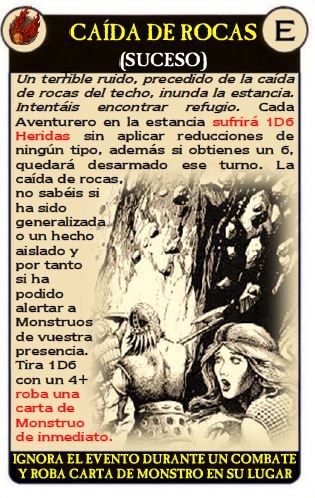 CAÍDA DE ROCAS
E
(SUCESO)
Un terrible ruido, precedido de la caída
de rocas del techo, inunda la estancia.
Intentáis encontrar refugio. Cada
Aventurero en la estancia sufrirá 1D6
Heridas sin aplicar reducciones de
ningún tipo, además si obtienes un 6,
quedará desarmado ese turno. La
caída de rocas,
no sabéis si
ha sido
generalizada
o un hecho
aislado y
por tanto
si ha
podido
alertar a
Monstruos
de vuestra
presencia.
Tira 1D6
con un 4+
roba una
carta de
Monstruo
de inmediato.
IGNORA EL EVENTO DURANTE UN COMBATE
Y ROBA CARTA DE MONSTRO EN SU LUGAR